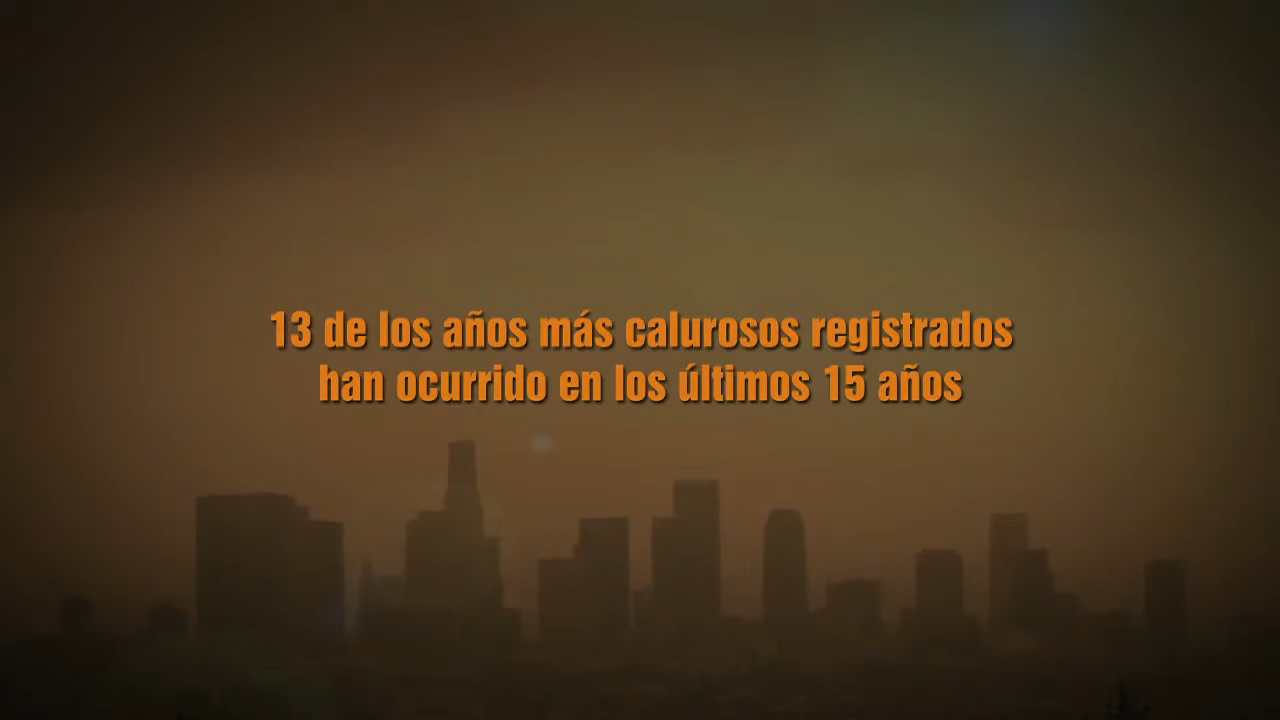 13 de los años más calurosos registrados
han ocurrido en los últimos 15 años